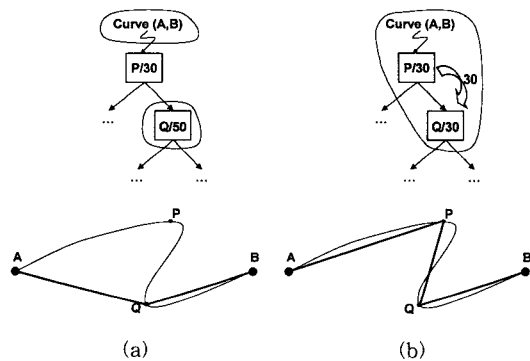 Curve (A,B)
P/30
...
Q/50
...
...
A
P
B
Q
(a)
Curve (A,B)
P/30
30
...
Q/30
...
...
A
P
B
Q
(b)